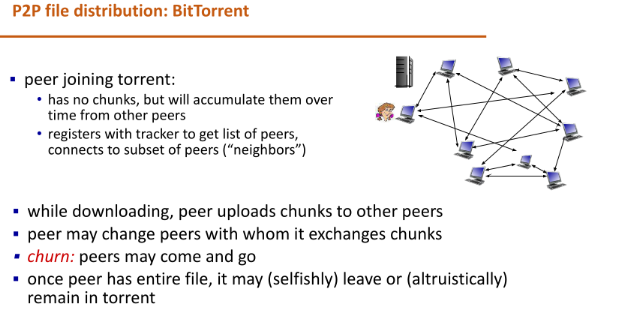 P2P file distribution: BitTorrent
▪ peer joining torrent:
• has no chunks, but will accumulate them over
time from other peers
• registers with tracker to get list of peers,
connects to subset of peers (“neighbors”)
▪ while downloading, peer uploads chunks to other peers
▪ peer may change peers with whom it exchanges chunks
▪ churn: peers may come and go
▪ once peer has entire file, it may (selfishly) leave or (altruistically)
remain in torrent